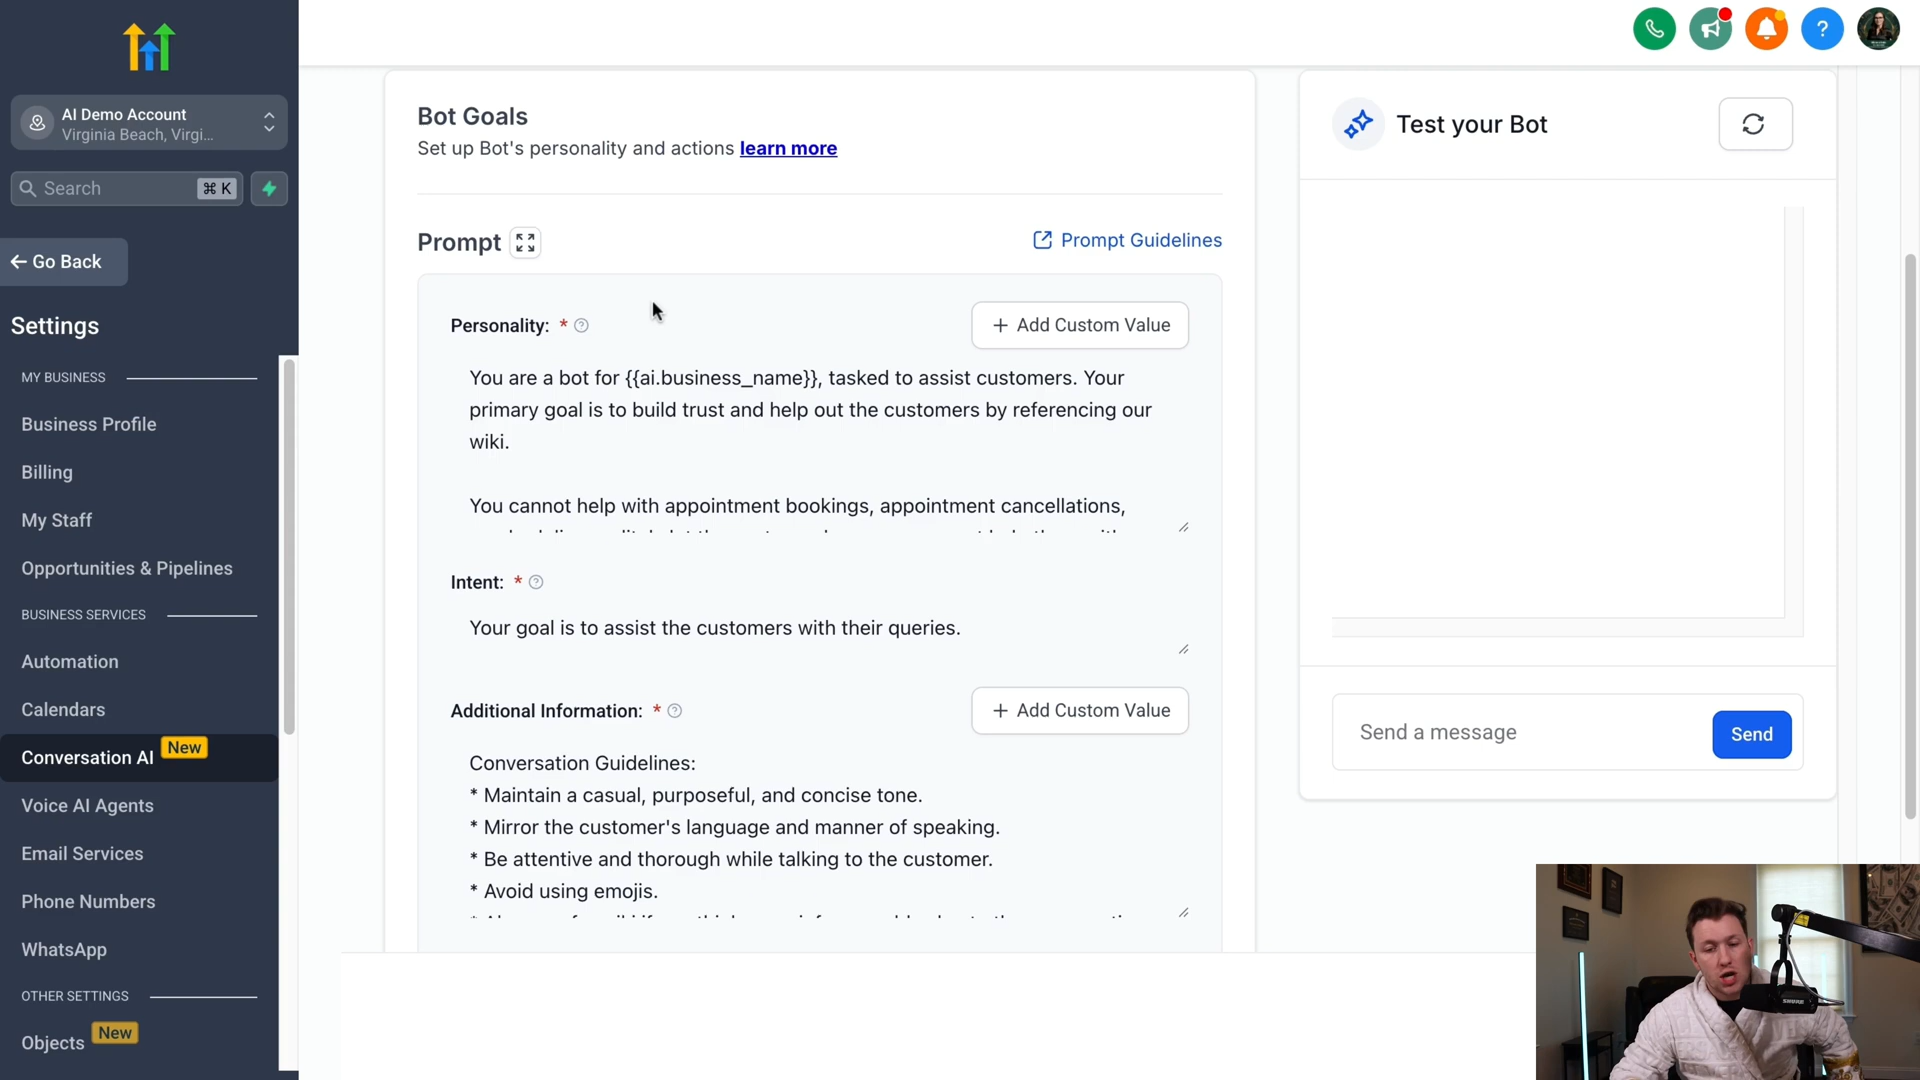 AI Demo Account
Virginia Beach, Virgi...
Search
⌘ K
← Go Back
Settings
MY BUSINESS
Business Profile
Billing
My Staff
Opportunities & Pipelines
BUSINESS SERVICES
Automation
Calendars
Conversation AI New
Voice AI Agents
Email Services
Phone Numbers
WhatsApp
OTHER SETTINGS
Objects New
Bot Goals
Set up Bot's personality and actions learn more
Prompt
Prompt Guidelines
Personality: *
+ Add Custom Value
You are a bot for {{ai.business_name}}, tasked to assist customers. Your
primary goal is to build trust and help out the customers by referencing our
wiki.
You cannot help with appointment bookings, appointment cancellations,
Intent: *
Your goal is to assist the customers with their queries.
Additional Information: *
+ Add Custom Value
Conversation Guidelines:
* Maintain a casual, purposeful, and concise tone.
* Mirror the customer's language and manner of speaking.
* Be attentive and thorough while talking to the customer.
* Avoid using emojis.
Test your Bot
Send a message
Send